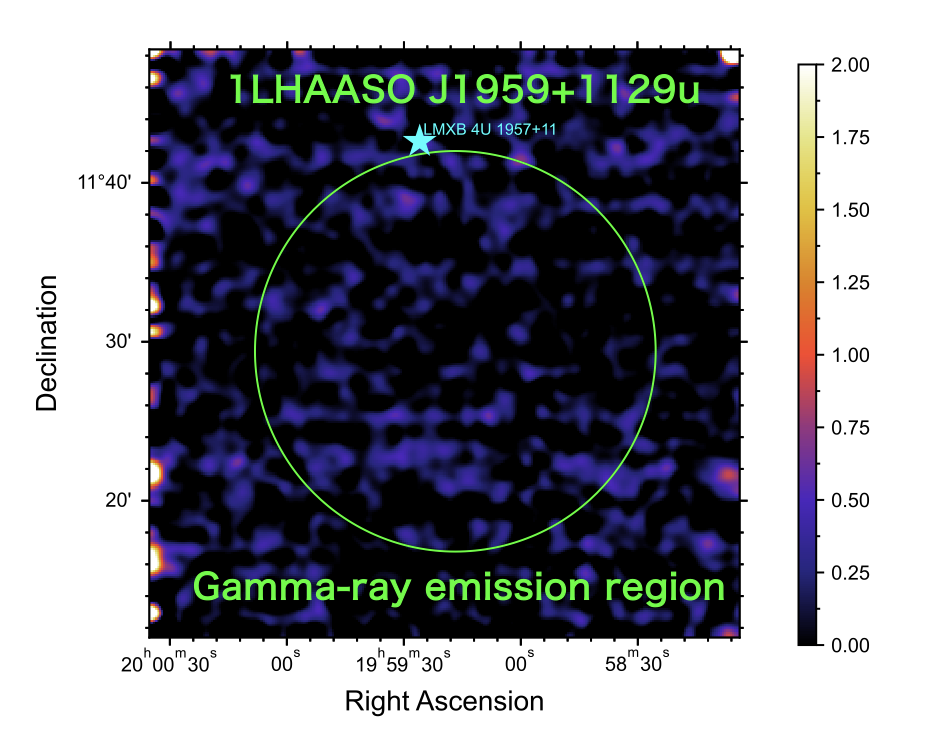 1LHAASO J1959+1129u
LMXB 4U 1957+11
Gamma-ray emission region
11°40'
30'
20'
Declination
20ʰ00ᵐ30ˢ
00ˢ
19ʰ59ᵐ30ˢ
00ˢ
58ᵐ30ˢ
Right Ascension
2.00
1.75
1.50
1.25
1.00
0.75
0.50
0.25
0.00